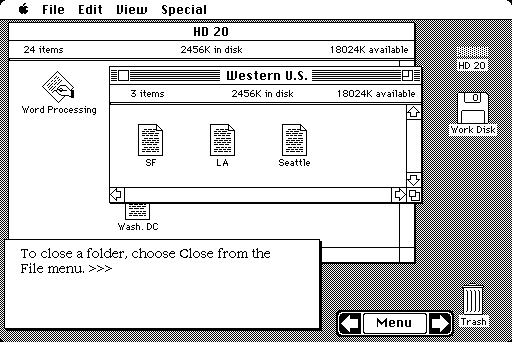 File Edit View Special
HD 20
24 items 2456K in disk 18024K available
Western U.S.
3 items 2456K in disk 18024K available
HD 20
Word Processing
Work Disk
SF LA Seattle
Wash. DC
To close a folder, choose Close from the
File menu. >>>
Menu
Trash